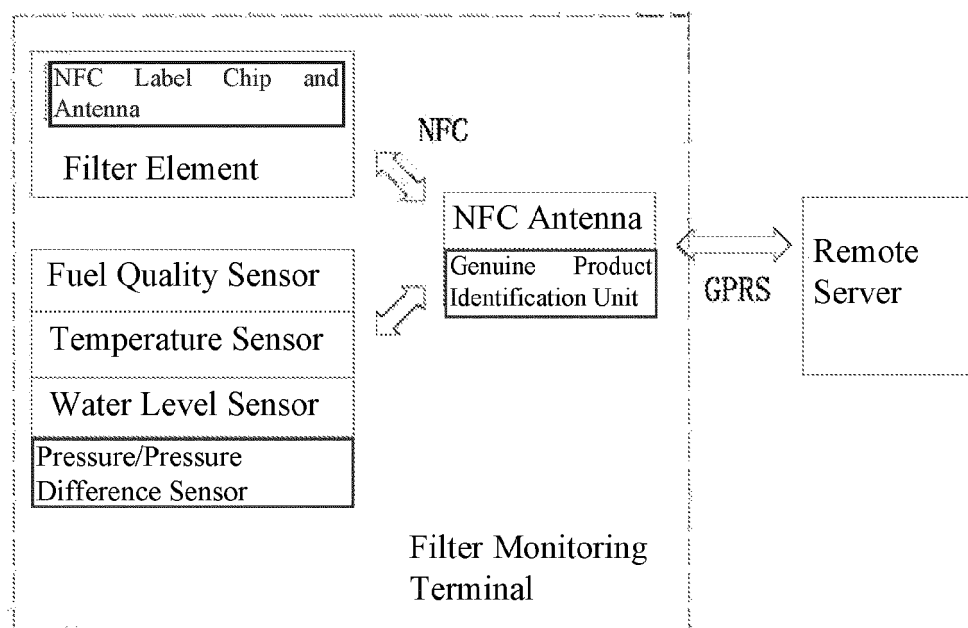 NFC Label Chip and
Antenna
Filter Element
NFC
NFC Antenna
Genuine Product
Identification Unit
Fuel Quality Sensor
Temperature Sensor
Water Level Sensor
Pressure/Pressure
Difference Sensor
GPRS
Remote
Server
Filter Monitoring
Terminal